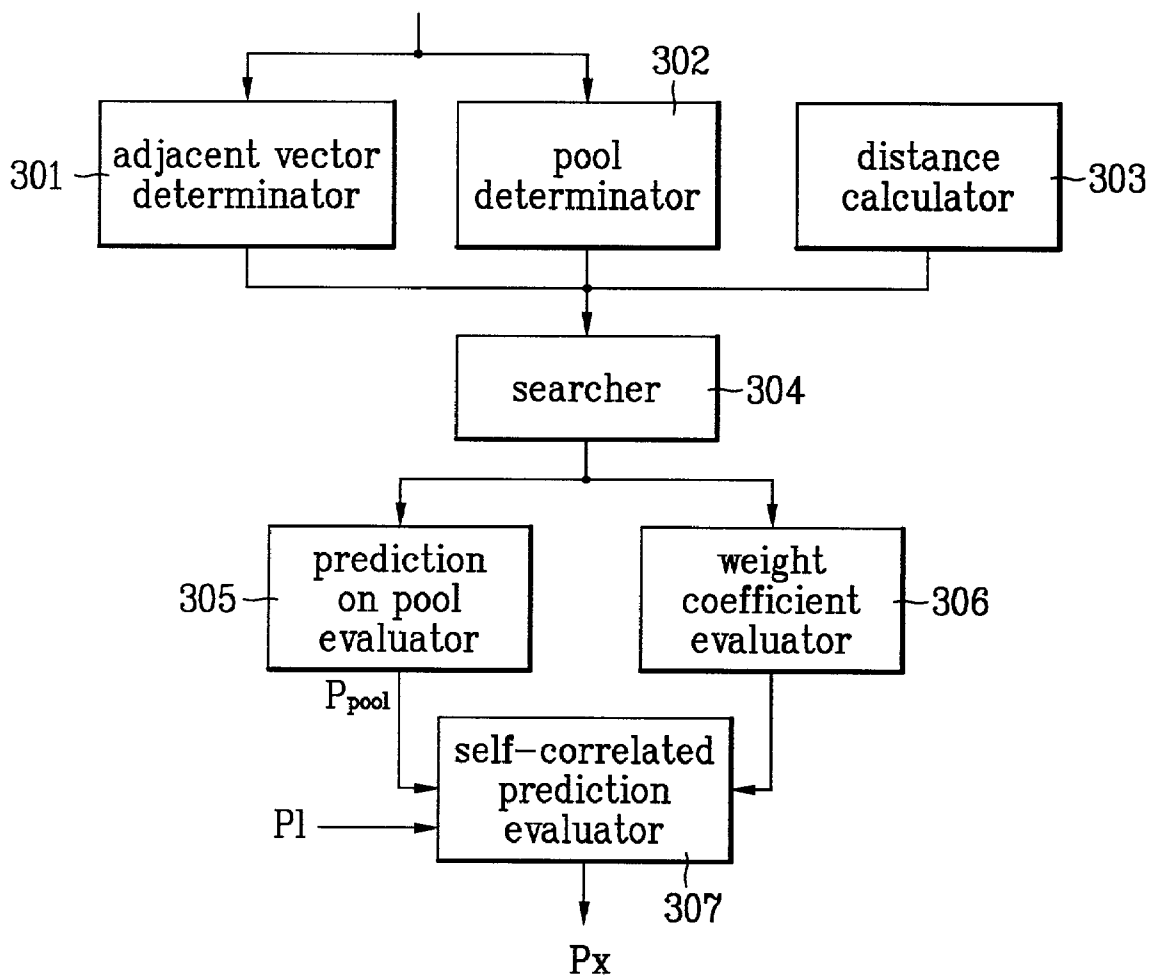 302
301
adjacent vector
determinator
pool
determinator
distance
calculator
303
searcher
304
305
prediction
on pool
evaluator
weight
coefficient
evaluator
306
Ppool
self-correlated
prediction
evaluator
Pl
307
Px